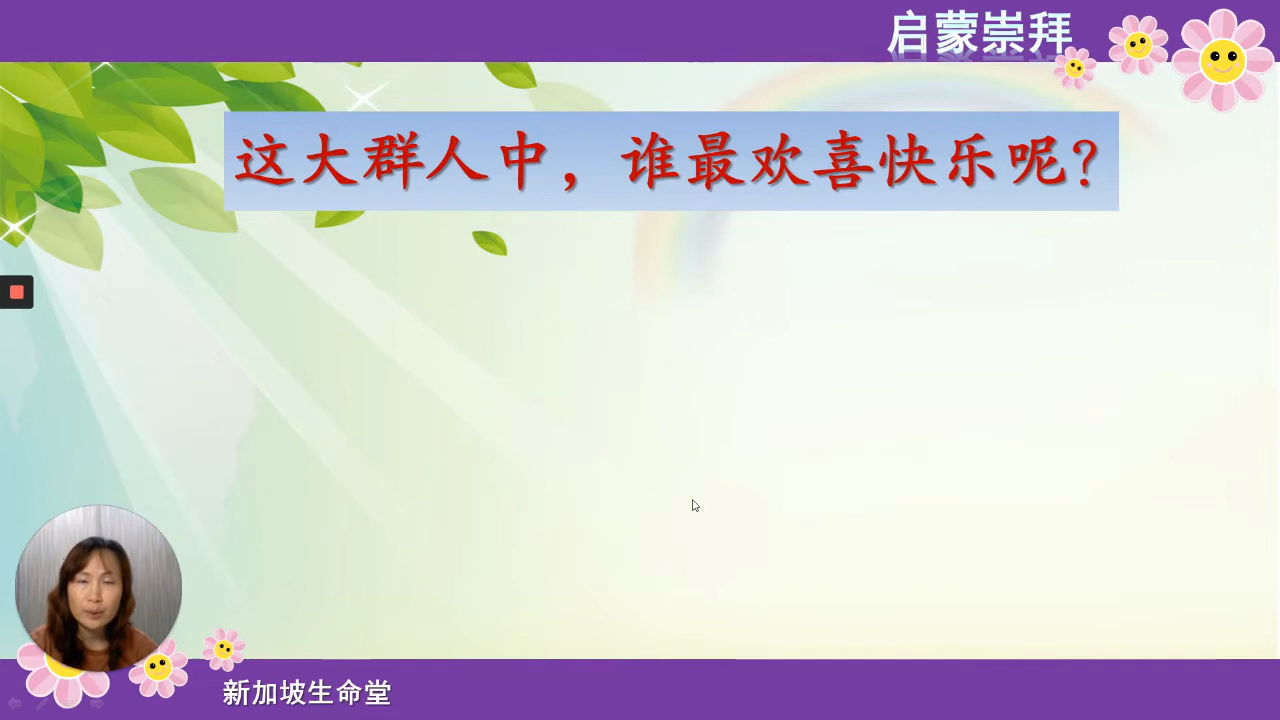 启蒙崇拜
这大群人中，谁最欢喜快乐呢？
新加坡生命堂